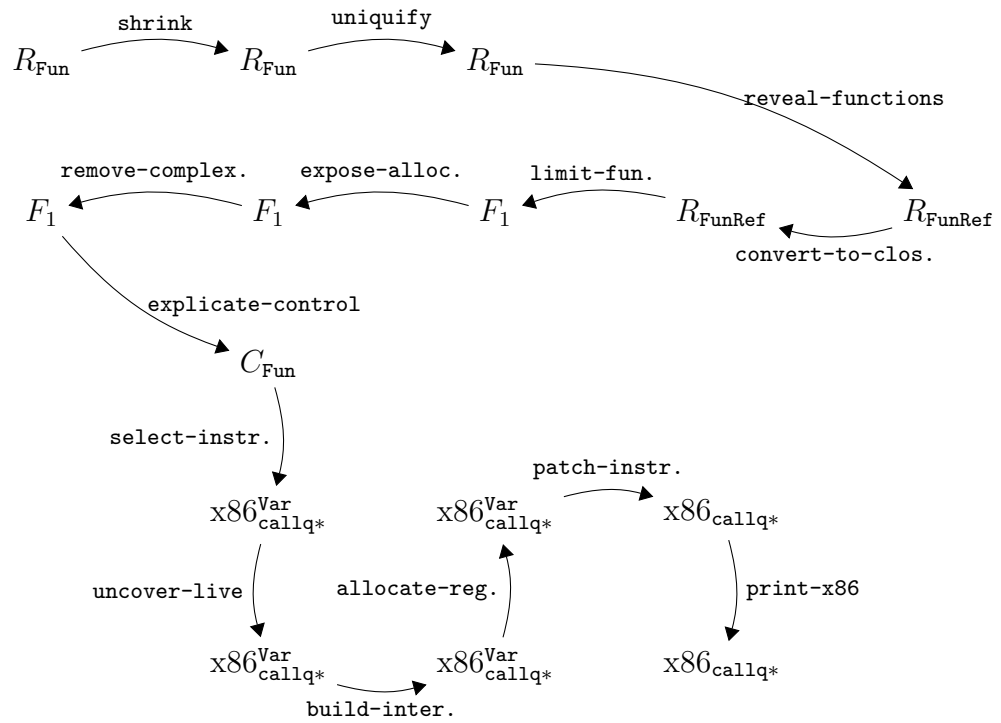 shrink
uniquify
R_Fun R_Fun R_Fun
reveal-functions
remove-complex. expose-alloc. limit-fun.
F_1 F_1 F_1 R_FunRef R_FunRef
convert-to-clos.
explicate-control
C_Fun
select-instr.
patch-instr.
x86^Var_callq* x86^Var_callq* x86_callq*
uncover-live allocate-reg. print-x86
x86^Var_callq* x86^Var_callq* x86_callq*
build-inter.